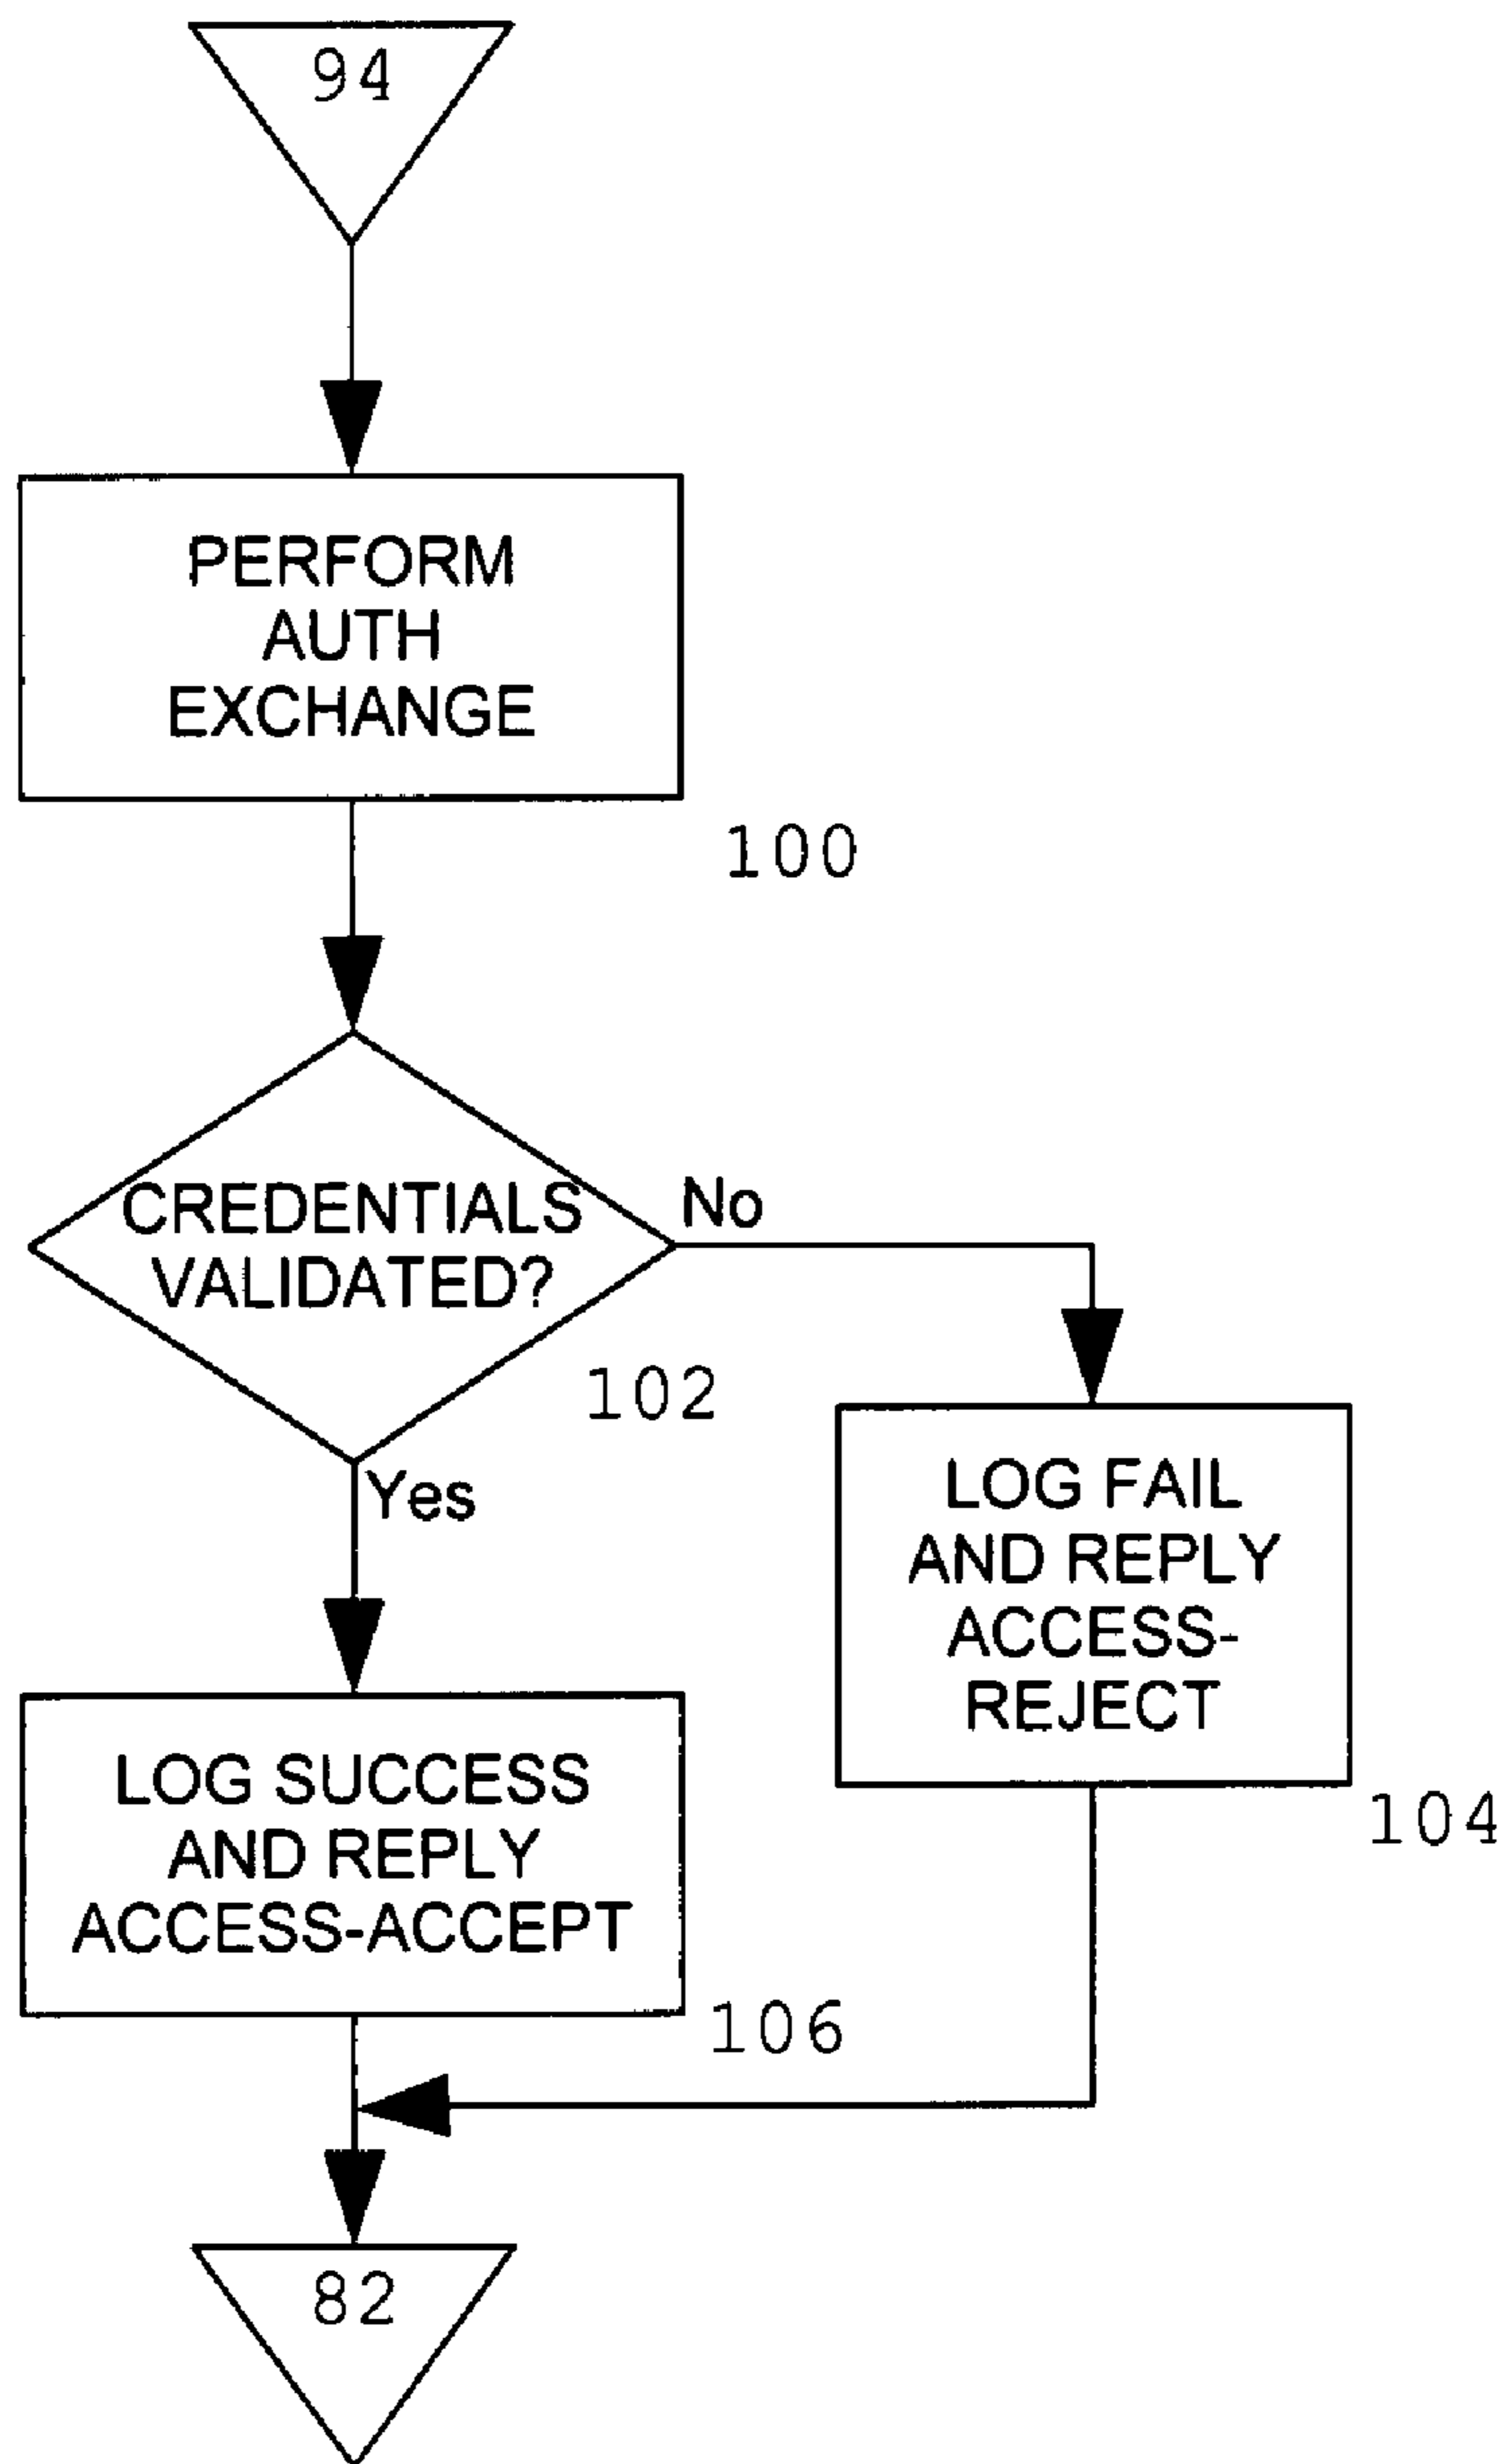 94
PERFORM
AUTH
EXCHANGE
100
CREDENTIALS
VALIDATED?
No
102
Yes
LOG FAIL
AND REPLY
ACCESS-
REJECT
104
LOG SUCCESS
AND REPLY
ACCESS-ACCEPT
106
82